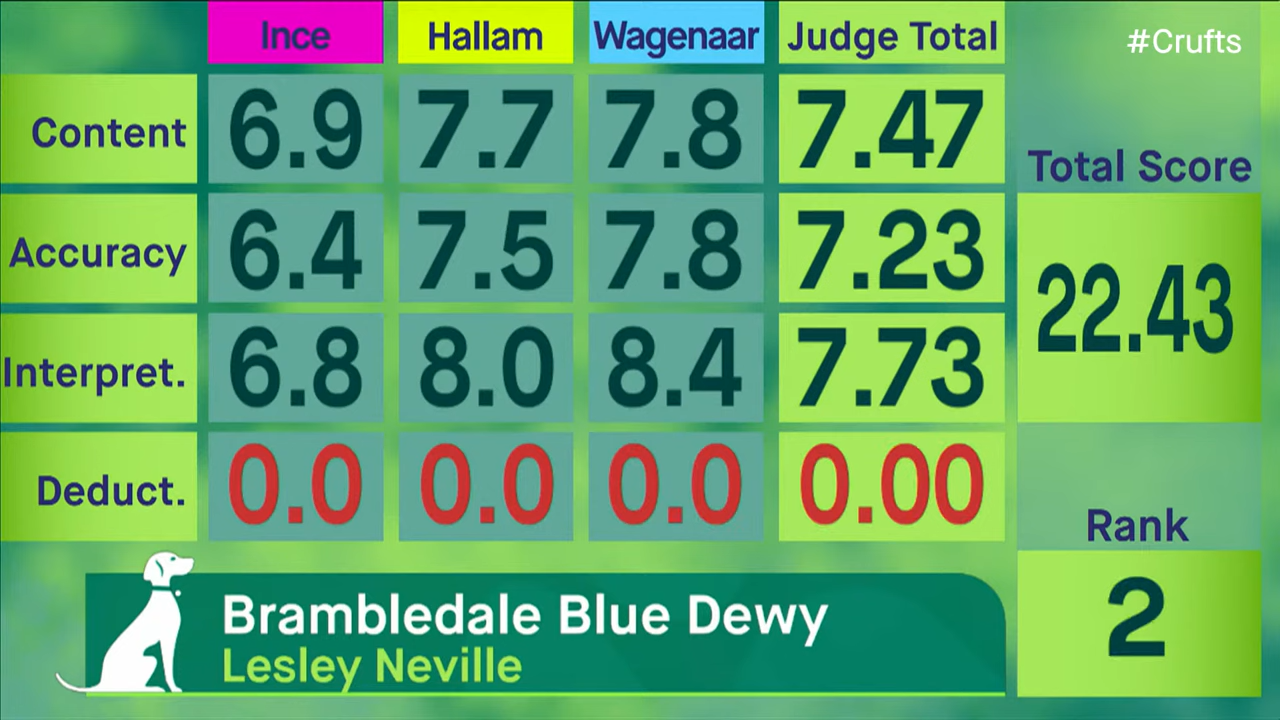 Ince Hallam Wagenaar Judge Total #Crufts
Content 6.9 7.7 7.8 7.47
Total Score
Accuracy 6.4 7.5 7.8 7.23
22.43
Interpret. 6.8 8.0 8.4 7.73
Deduct. 0.0 0.0 0.0 0.00
Rank
2
Brambledale Blue Dewy
Lesley Neville